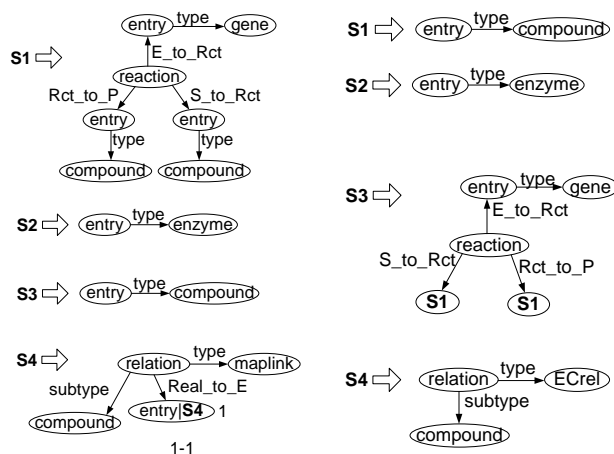 entry type gene
S1
E_to_Rct
reaction
Rct_to_P S_to_Rct
entry entry
type type
compound compound
S2 entry type enzyme
S3 entry type compound
S4 relation type maplink
subtype Real_to_E
compound entry|S4 1
1-1
S1 entry type compound
S2 entry type enzyme
S3
entry type gene
E_to_Rct
reaction
S_to_Rct Rct_to_P
S1 S1
S4 relation type ECrel
subtype
compound